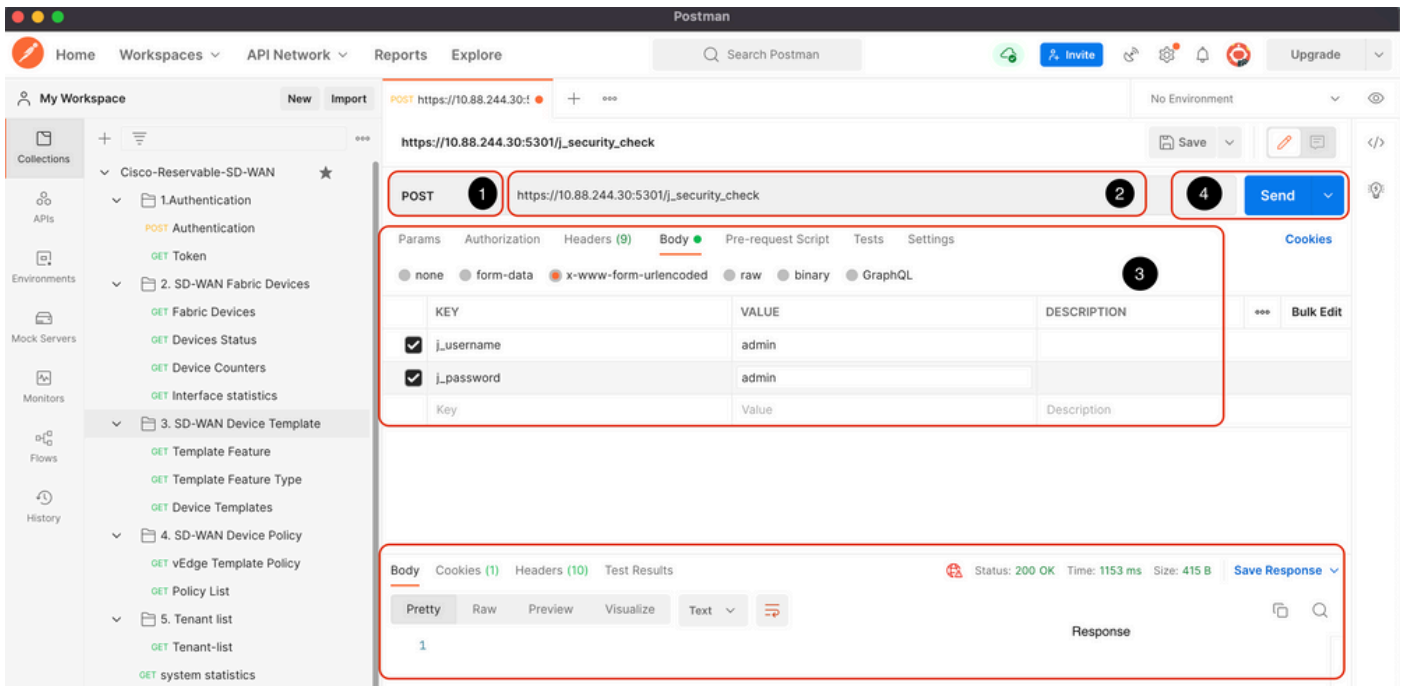 Postman
Home Workspaces API Network Reports Explore Search Postman Invite Upgrade
My Workspace New Import POST https://10.88.244.30:5 No Environment
Collections
APIs
Environments
Mock Servers
Monitors
Flows
History
Cisco-Reservable-SD-WAN
1.Authentication
POST Authentication
GET Token
2. SD-WAN Fabric Devices
GET Fabric Devices
GET Devices Status
GET Device Counters
GET Interface statistics
3. SD-WAN Device Template
GET Template Feature
GET Template Feature Type
GET Device Templates
4. SD-WAN Device Policy
GET vEdge Template Policy
GET Policy List
5. Tenant list
GET Tenant-list
GET system statistics
https://10.88.244.30:5301/j_security_check Save
POST 1 https://10.88.244.30:5301/j_security_check 2 4 Send
Params Authorization Headers (9) Body Pre-request Script Tests Settings Cookies
none form-data x-www-form-urlencoded raw binary GraphQL 3
KEY VALUE DESCRIPTION Bulk Edit
j_username admin
j_password admin
Key Value Description
Body Cookies (1) Headers (10) Test Results Status: 200 OK Time: 1153 ms Size: 415 B Save Response
Pretty Raw Preview Visualize Text
Response
1